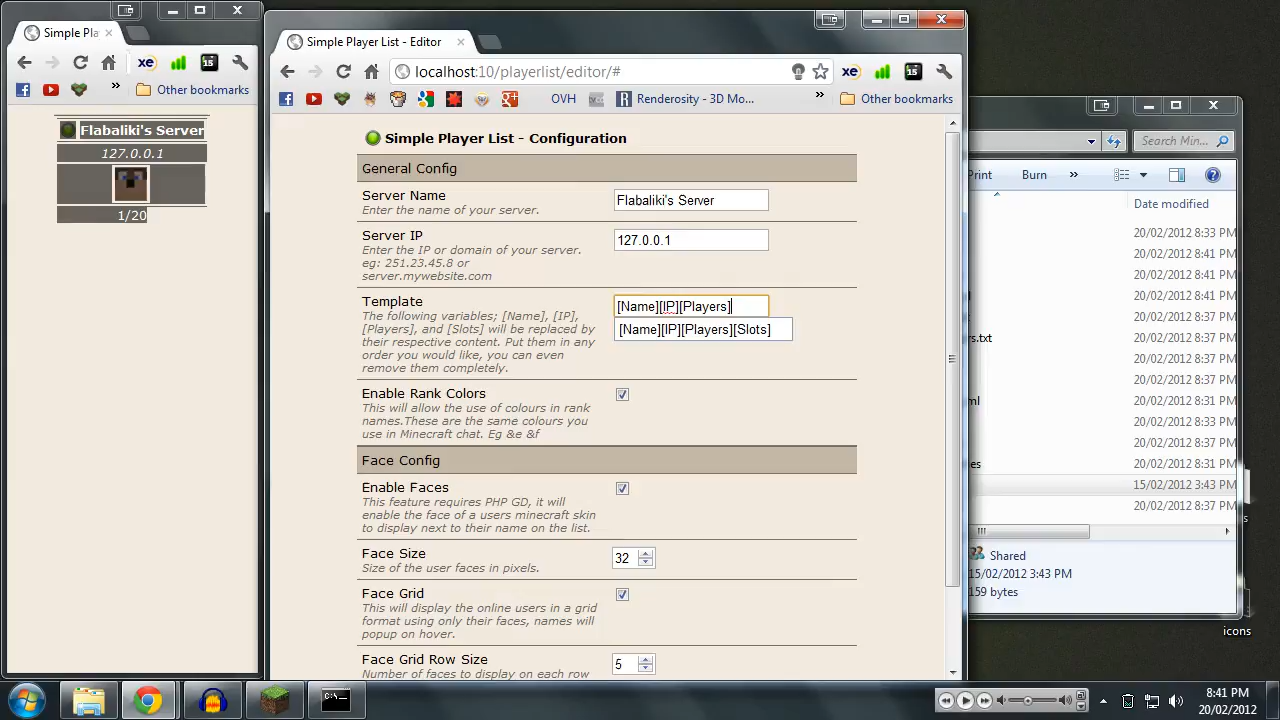 Simple Pla
Other bookmarks
Flabaliki's Server
127.0.0.1
1/20
Simple Player List - Editor
localhost:10/playerlist/editor/#
OVH
Renderosity - 3D Mo...
Other bookmarks
Simple Player List - Configuration
General Config
Server Name
Enter the name of your server.
Flabaliki's Server
Server IP
Enter the IP or domain of your server.
eg: 251.23.45.8 or
server.mywebsite.com
127.0.0.1
Template
The following variables; [Name], [IP],
[Players], and [Slots] will be replaced by
their respective content. Put them in any
order you would like, you can even
remove them completely.
[Name][IP][Players]
[Name][IP][Players][Slots]
Enable Rank Colors
This will allow the use of colours in rank
names.These are the same colours you
use in Minecraft chat. Eg &e &f
Face Config
Enable Faces
This feature requires PHP GD, it will
enable the face of a users minecraft skin
to display next to their name on the list.
Face Size
Size of the user faces in pixels.
32
Face Grid
This will display the online users in a grid
format using only their faces, names will
popup on hover.
Face Grid Row Size
Number of faces to display on each row
5
Search Min...
Print
Burn
Date modified
20/02/2012 8:33 PM
20/02/2012 8:41 PM
20/02/2012 8:37 PM
20/02/2012 8:41 PM
20/02/2012 8:41 PM
rs.txt
20/02/2012 8:37 PM
20/02/2012 8:37 PM
20/02/2012 8:37 PM
ml
20/02/2012 8:41 PM
20/02/2012 8:37 PM
20/02/2012 8:37 PM
es
20/02/2012 8:31 PM
15/02/2012 3:43 PM
20/02/2012 8:37 PM
Shared
15/02/2012 3:43 PM
159 bytes
s
icons
8:41 PM
20/02/2012